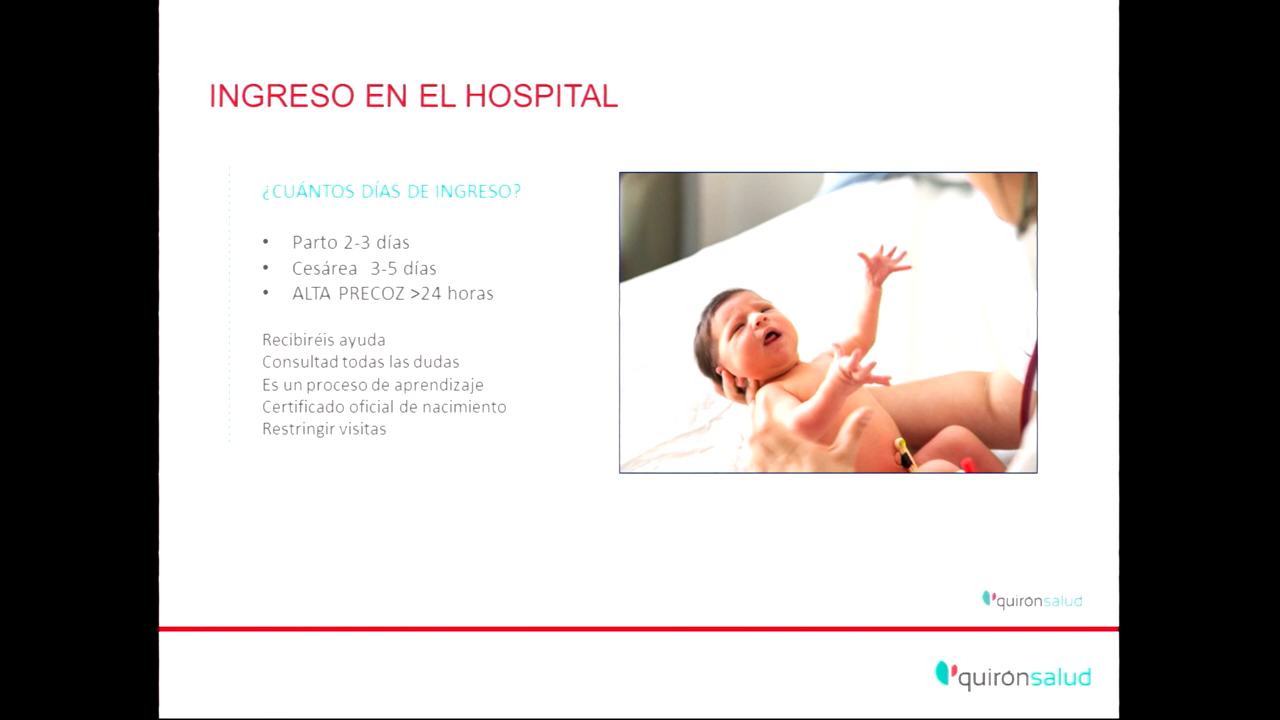 INGRESO EN EL HOSPITAL
¿CUÁNTOS DÍAS DE INGRESO?
• Parto 2-3 días
• Cesárea 3-5 días
• ALTA PRECOZ >24 horas
Recibiréis ayuda
Consultad todas las dudas
Es un proceso de aprendizaje
Certificado oficial de nacimiento
Restringir visitas
quirónsalud
quirónsalud